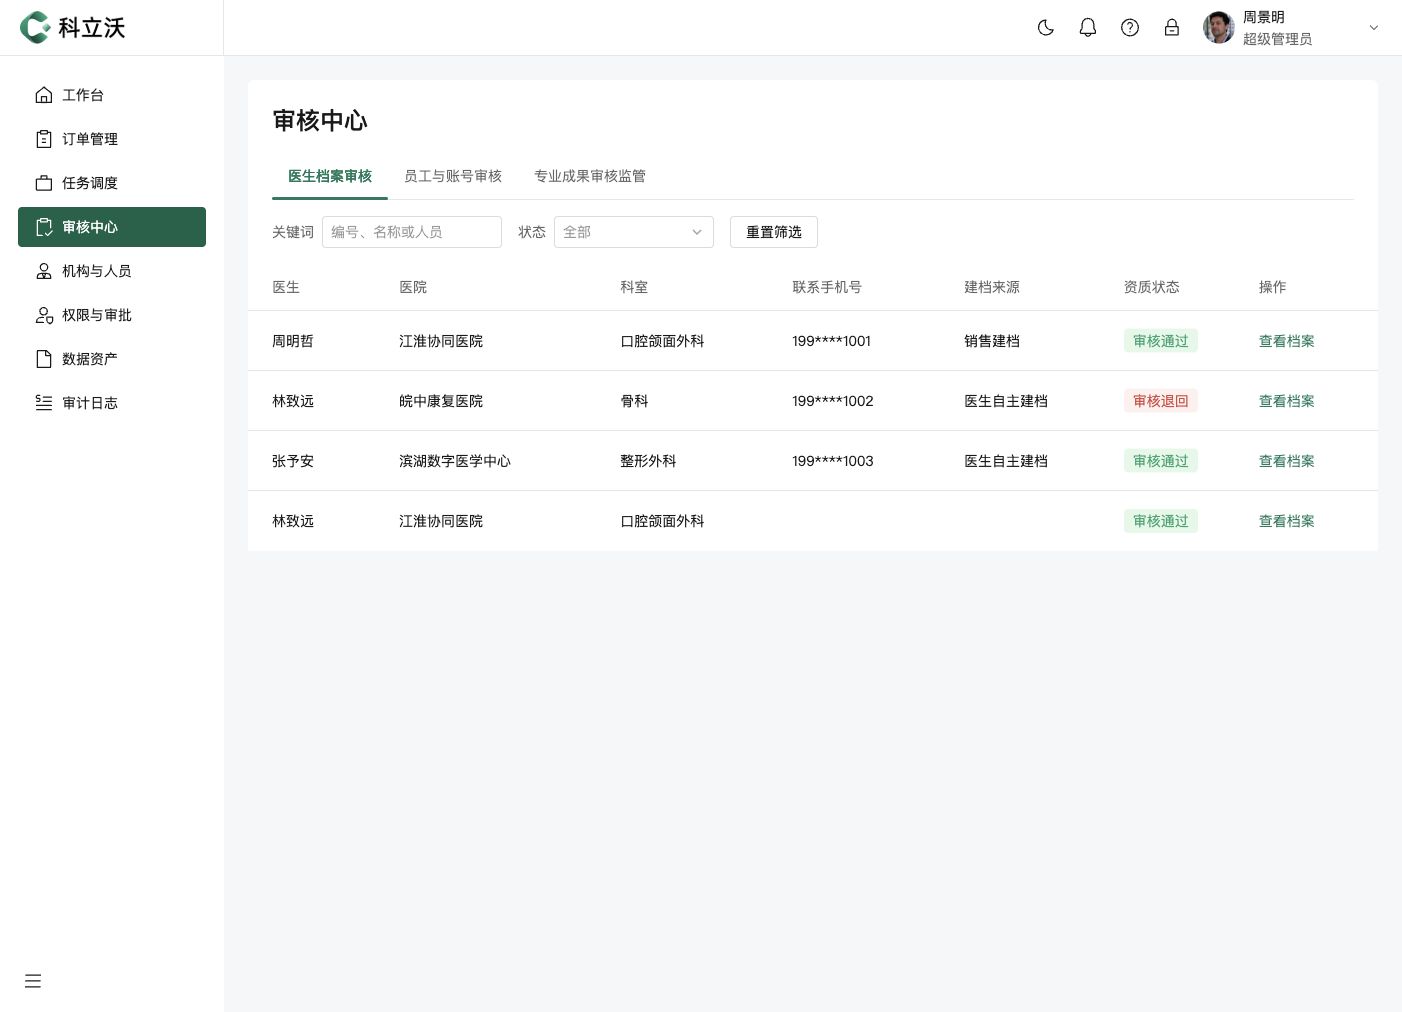 科立沃
周景明
超级管理员
工作台
订单管理
任务调度
审核中心
机构与人员
权限与审批
数据资产
审计日志
审核中心
医生档案审核 员工与账号审核 专业成果审核监管
关键词 编号、名称或人员 状态 全部 重置筛选
医生 医院 科室 联系手机号 建档来源 资质状态 操作
周明哲 江淮协同医院 口腔颌面外科 199****1001 销售建档 审核通过 查看档案
林致远 皖中康复医院 骨科 199****1002 医生自主建档 审核退回 查看档案
张予安 滨湖数字医学中心 整形外科 199****1003 医生自主建档 审核通过 查看档案
林致远 江淮协同医院 口腔颌面外科 审核通过 查看档案